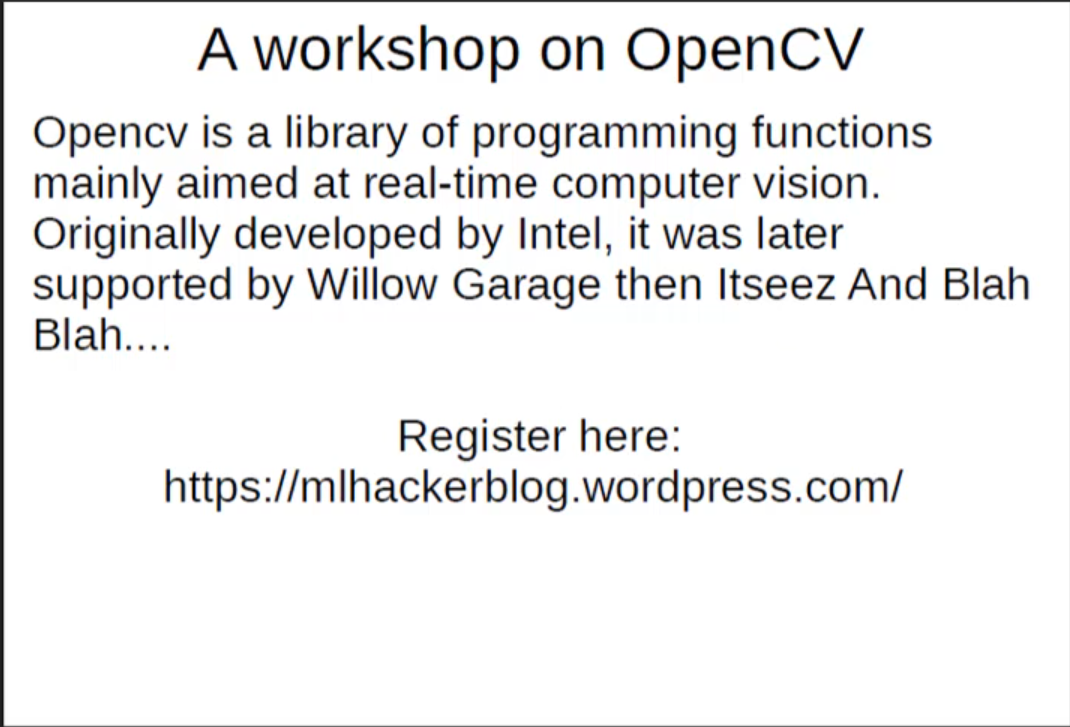 A workshop on OpenCV
Opencv is a library of programming functions
mainly aimed at real-time computer vision.
Originally developed by Intel, it was later
supported by Willow Garage then Itseez And Blah
Blah....
Register here:
https://mlhackerblog.wordpress.com/